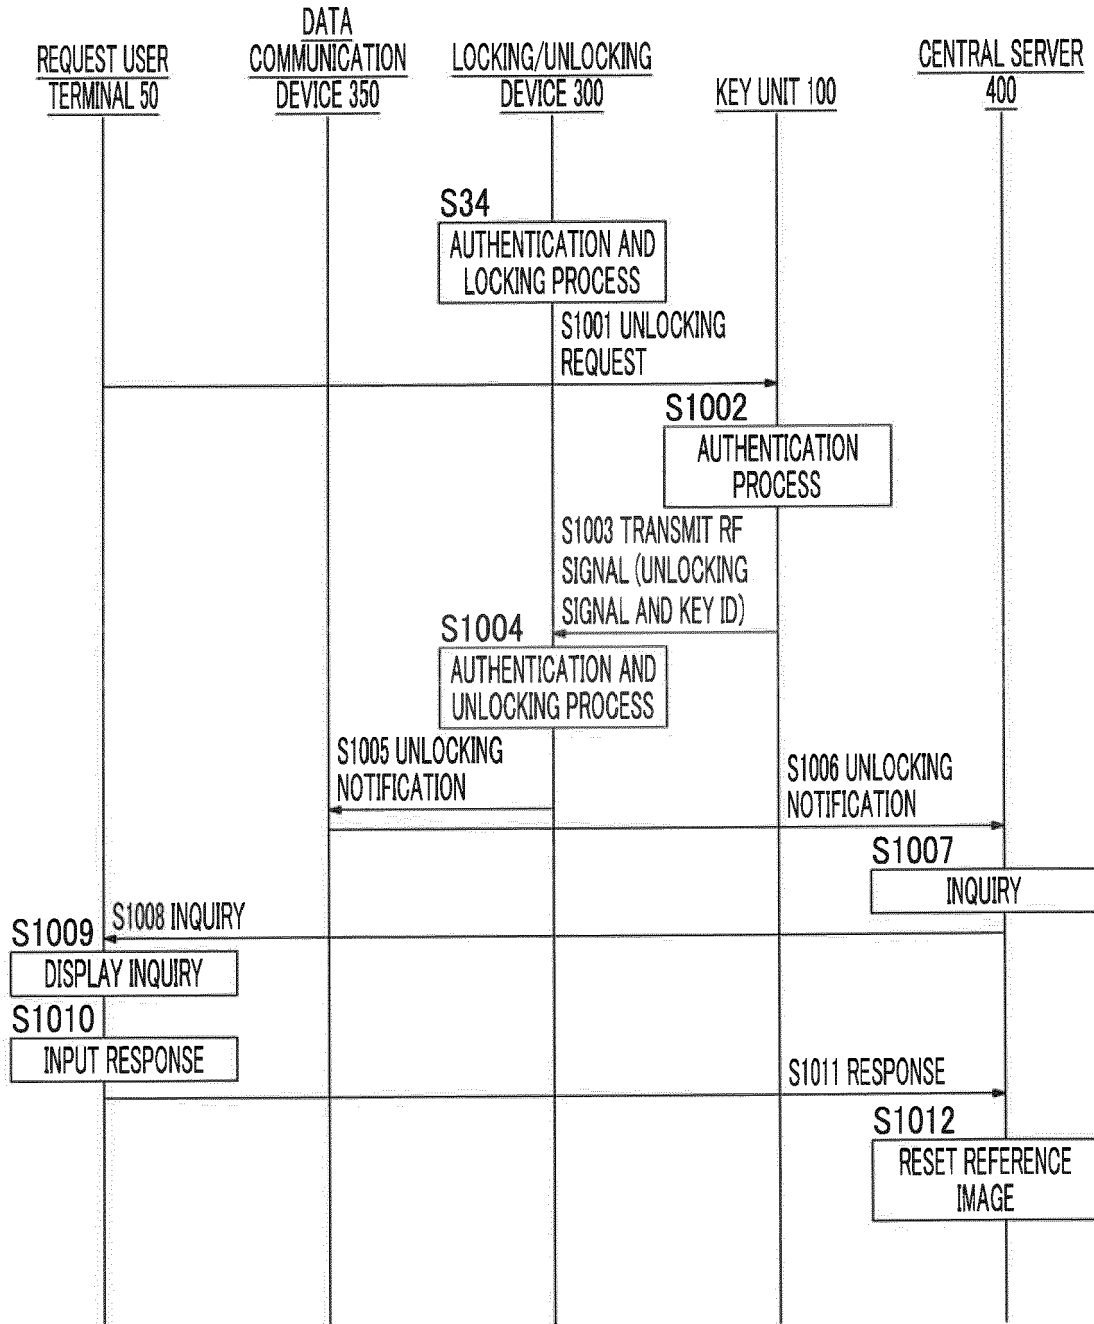 REQUEST USER
TERMINAL 50
DATA
COMMUNICATION
DEVICE 350
LOCKING/UNLOCKING
DEVICE 300
KEY UNIT 100
CENTRAL SERVER
400
S34
AUTHENTICATION AND
LOCKING PROCESS
S1001 UNLOCKING
REQUEST
S1002
AUTHENTICATION
PROCESS
S1003 TRANSMIT RF
SIGNAL (UNLOCKING
SIGNAL AND KEY ID)
S1004
AUTHENTICATION AND
UNLOCKING PROCESS
S1005 UNLOCKING
NOTIFICATION
S1006 UNLOCKING
NOTIFICATION
S1007
INQUIRY
S1008 INQUIRY
S1009
DISPLAY INQUIRY
S1010
INPUT RESPONSE
S1011 RESPONSE
S1012
RESET REFERENCE
IMAGE